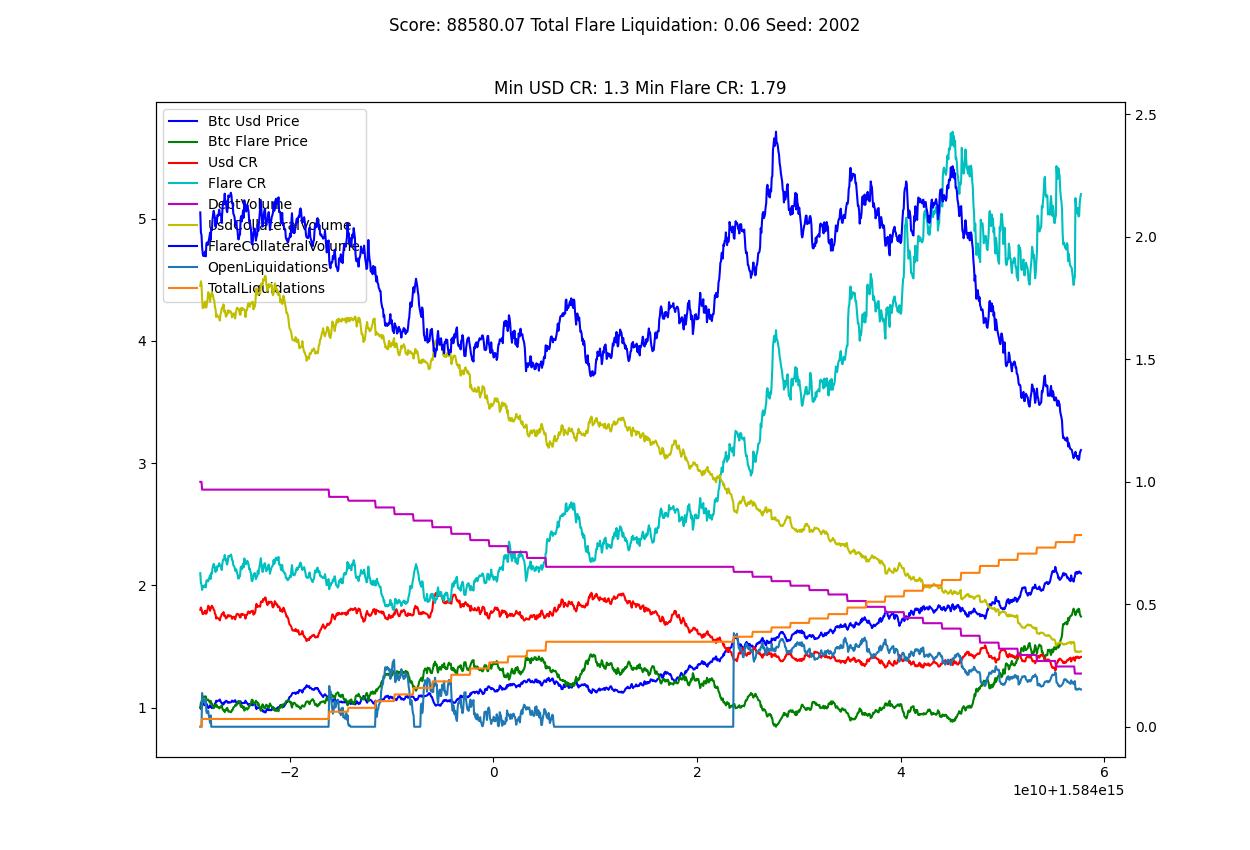 Score: 88580.07 Total Flare Liquidation: 0.06 Seed: 2002
Min USD CR: 1.3 Min Flare CR: 1.79
Btc Usd Price
Btc Flare Price
Usd CR
Flare CR
DebtVolume
UsdCollateralVolume
FlareCollateralVolume
OpenLiquidations
TotalLiquidations
5
4
3
2
1
2.5
2.0
1.5
1.0
0.5
0.0
−2 0 2 4 6
1e10+1.584e15